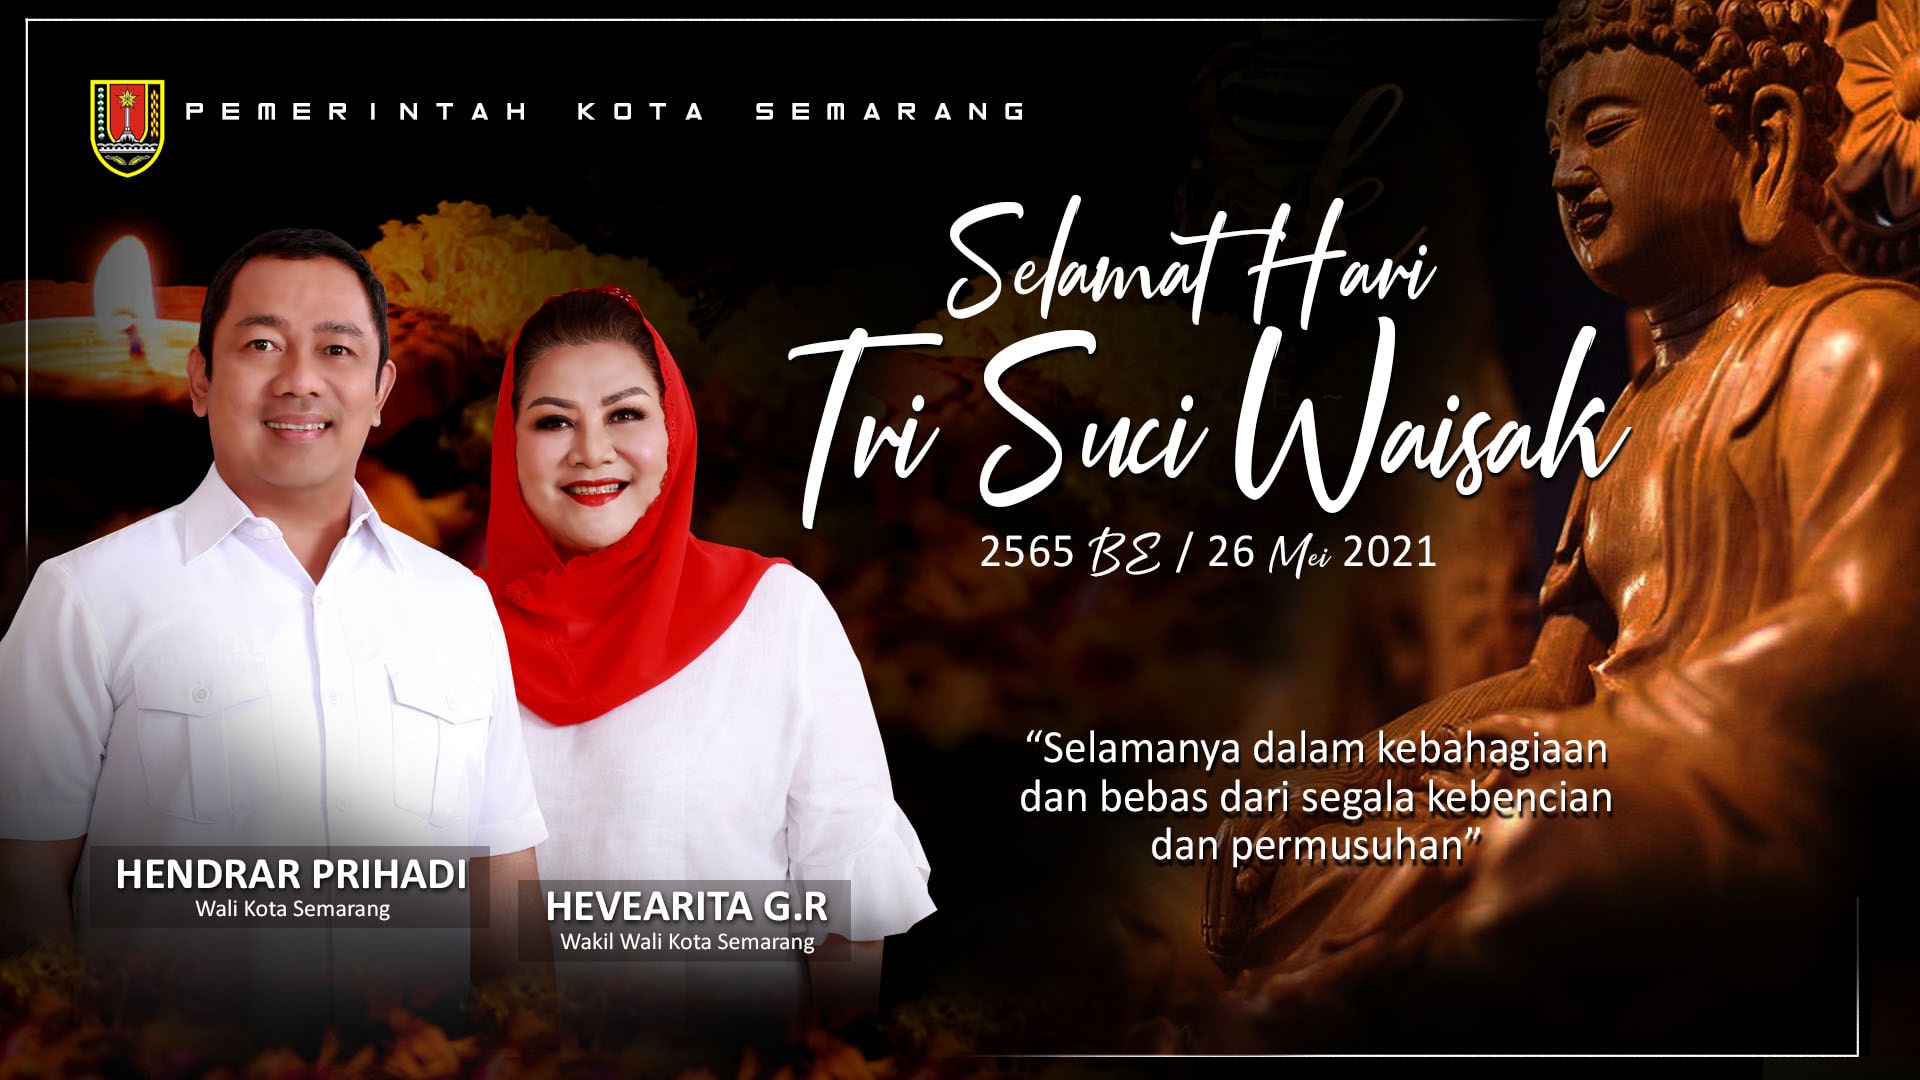 PEMERINTAH KOTA SEMARANG
Selamat Hari
Tri Suci Waisak
2565 BE / 26 Mei 2021
“Selamanya dalam kebahagiaan
dan bebas dari segala kebencian
dan permusuhan”
HENDRAR PRIHADI
Wali Kota Semarang
HEVEARITA G.R
Wakil Wali Kota Semarang